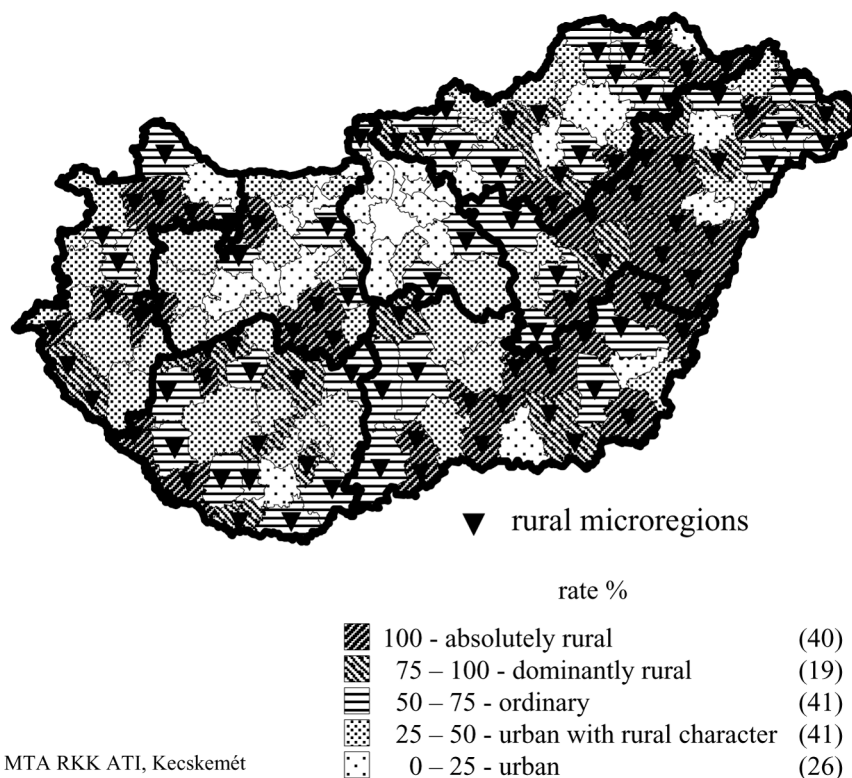 rural microregions
rate %
100 - absolutely rural (40)
75 – 100 - dominantly rural (19)
50 – 75 - ordinary (41)
25 – 50 - urban with rural character (41)
0 – 25 - urban (26)
MTA RKK ATI, Kecskemét